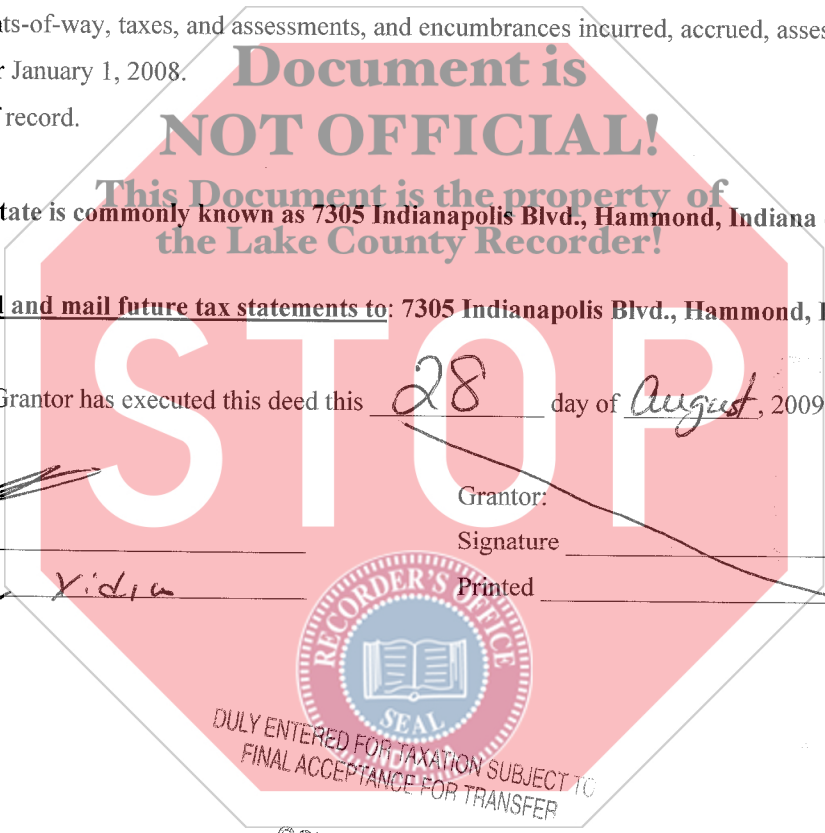 ts-of-way, taxes, and assessments, and encumbrances incurred, accrued, asses
r January 1, 2008.
Document is
f record.
NOT OFFICIAL!
This Document is the property of
tate is commonly known as 7305 Indianapolis Blvd., Hammond, Indiana
the Lake County Recorder!
l and mail future tax statements to: 7305 Indianapolis Blvd., Hammond, I
STOP
Grantor has executed this deed this 28 day of August, 2009
Grantor:
Signature
Printed
RECORDER'S OFFICE
SEAL
INDIANA
DULY ENTERED FOR TAXATION SUBJECT TO
FINAL ACCEPTANCE FOR TRANSFER